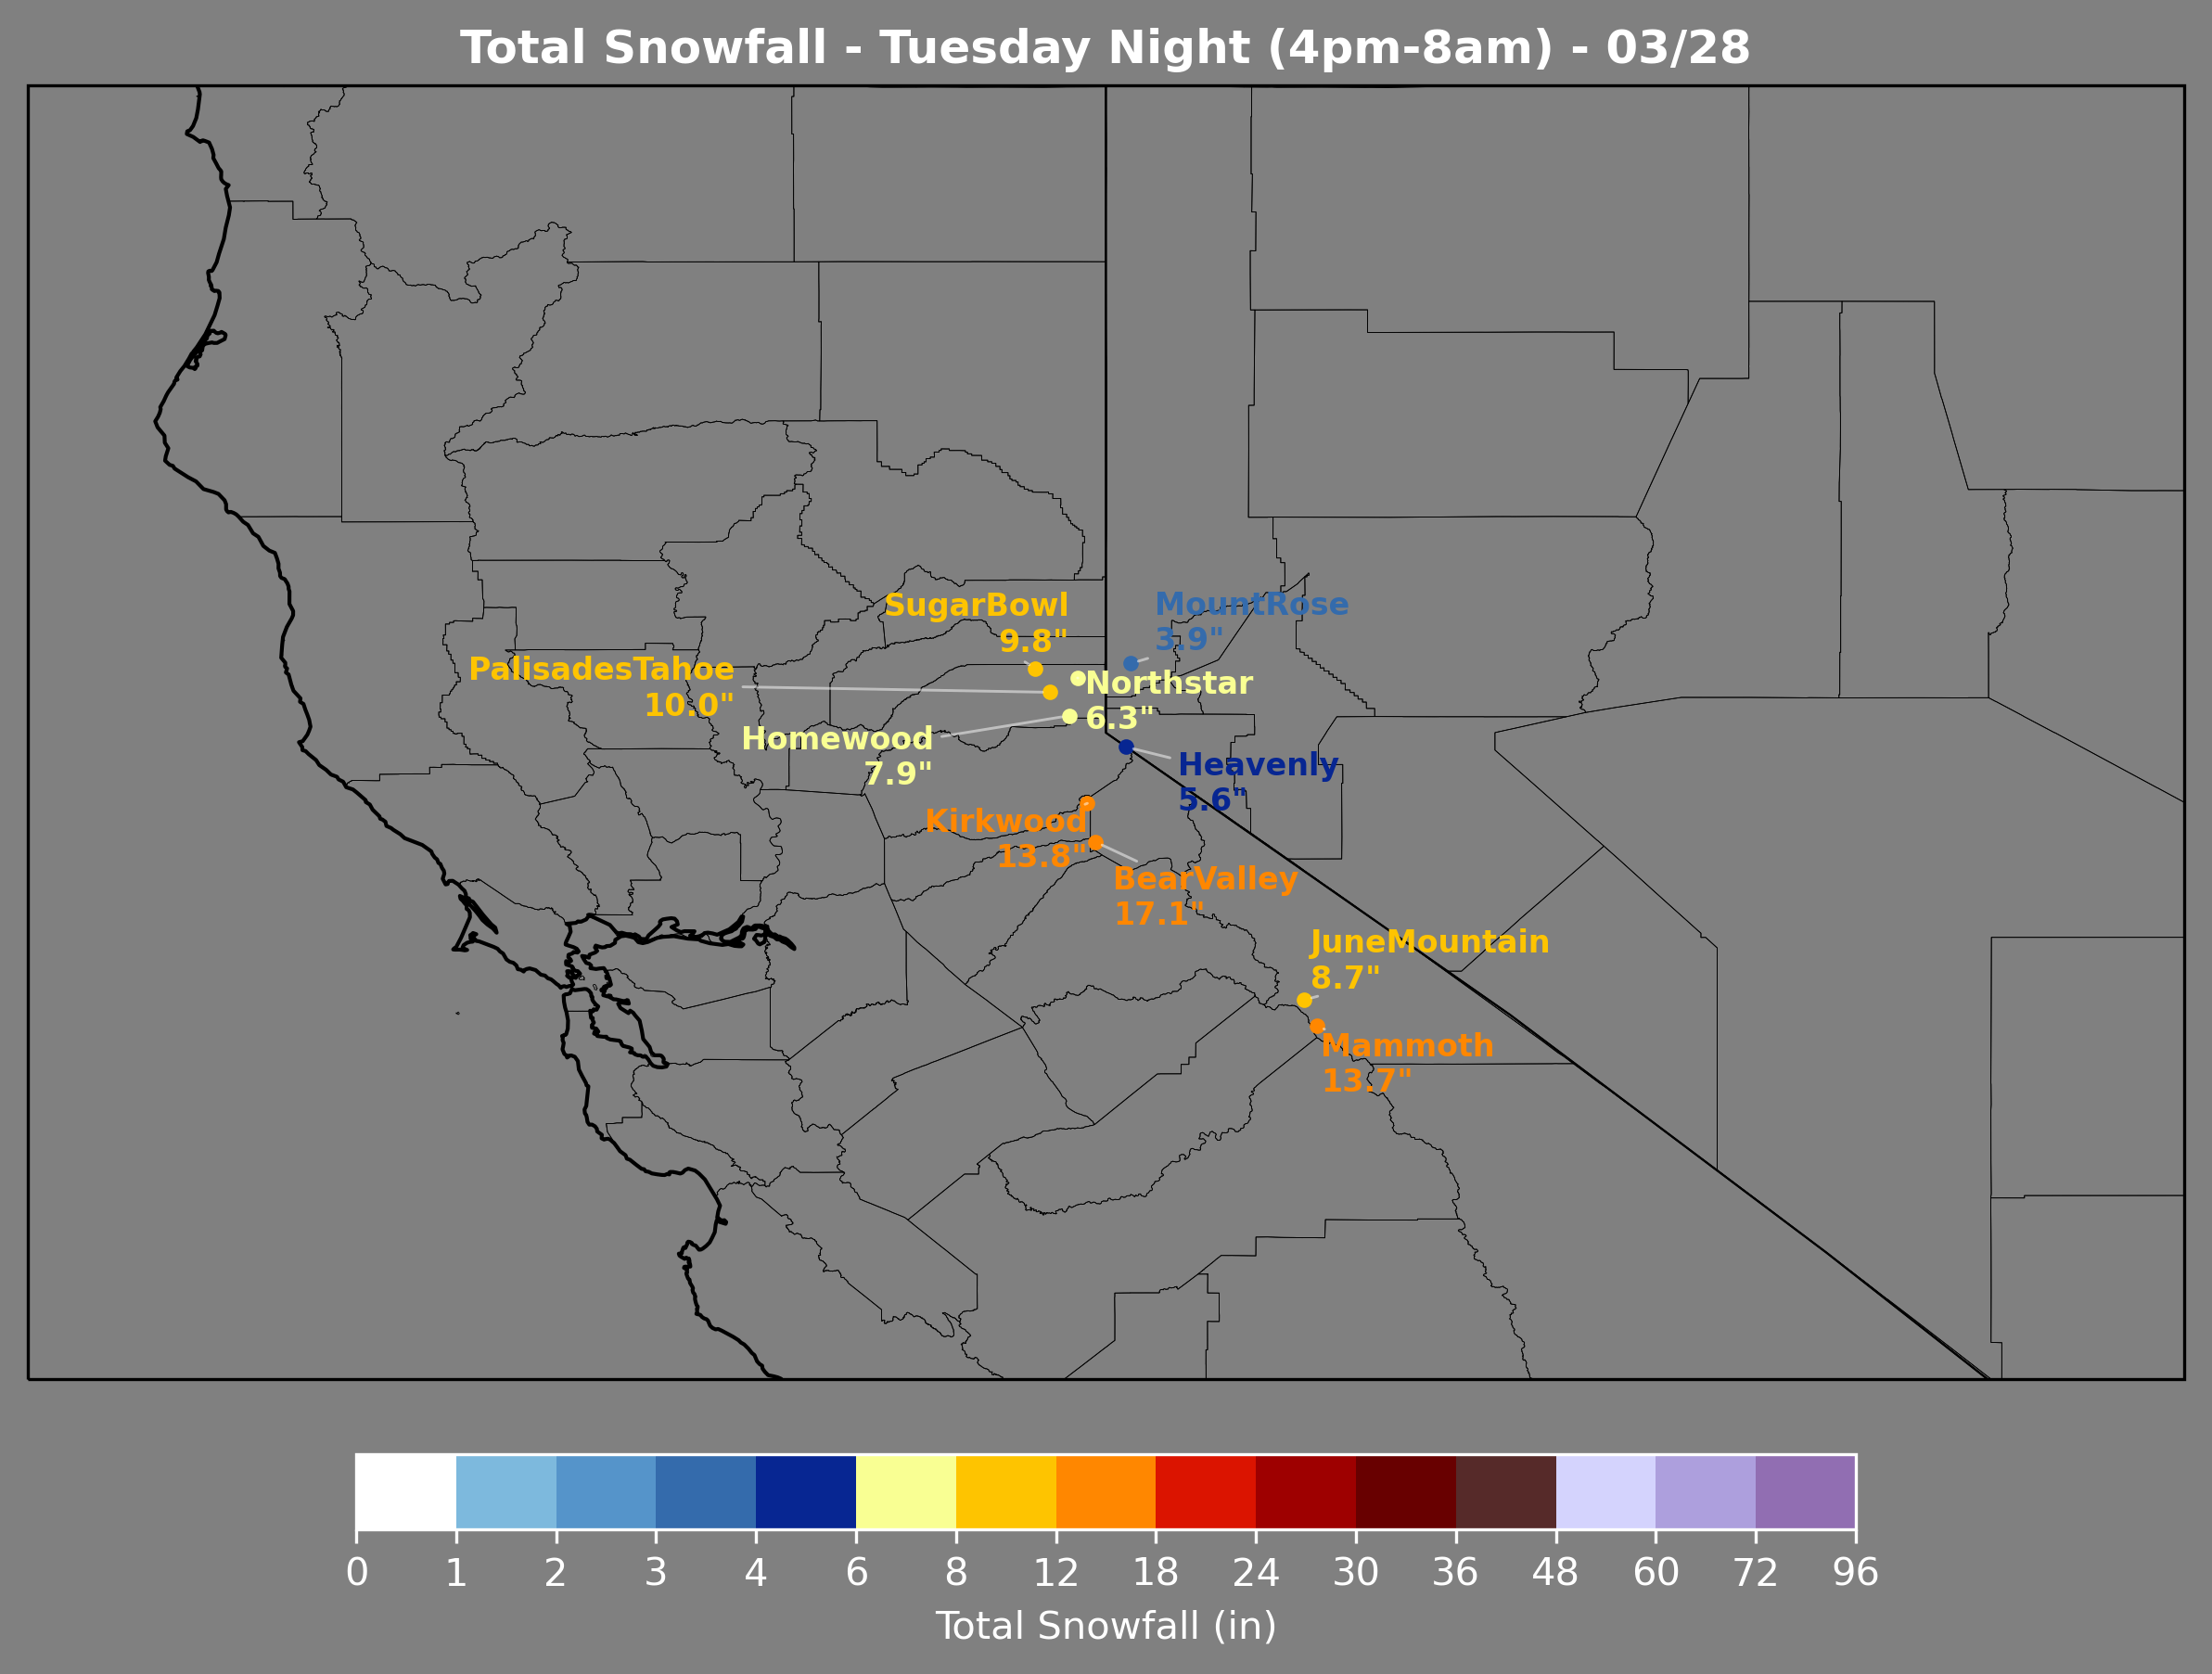 Total Snowfall - Tuesday Night (4pm-8am) - 03/28
SugarBowl
9.8"
MountRose
3.9"
PalisadesTahoe
10.0"
Northstar
6.3"
Homewood
7.9"
Heavenly
5.6"
Kirkwood
13.8"
BearValley
17.1"
JuneMountain
8.7"
Mammoth
13.7"
0 1 2 3 4 6 8 12 18 24 30 36 48 60 72 96
Total Snowfall (in)